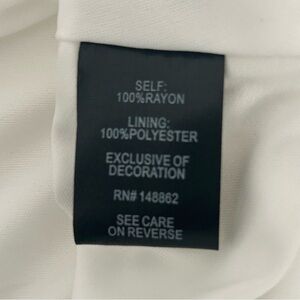 SELF:
100%RAYON
LINING:
100%POLYESTER
EXCLUSIVE OF
DECORATION
RN# 148862
SEE CARE
ON REVERSE